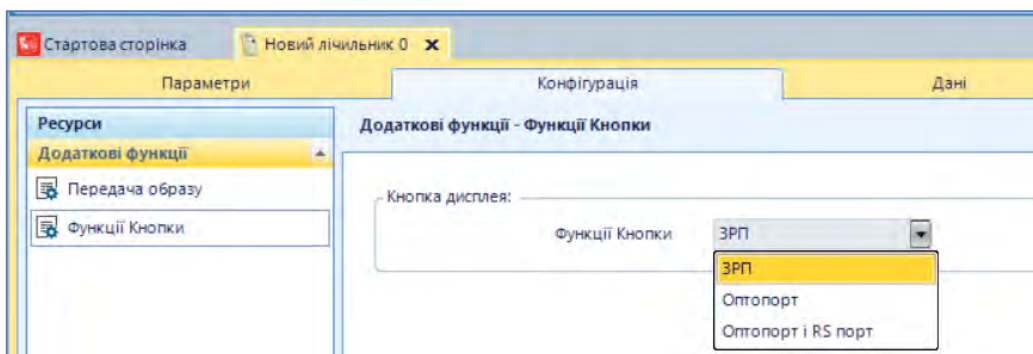 Стартова сторінка
Новий лічильник 0 x
Параметри
Конфігурація
Дані
Ресурси
Додаткові функції
Передача образу
Функції Кнопки
Додаткові функції - Функції Кнопки
Кнопка дисплея:
Функції Кнопки ЗРП
ЗРП
Оптопорт
Оптопорт і RS порт